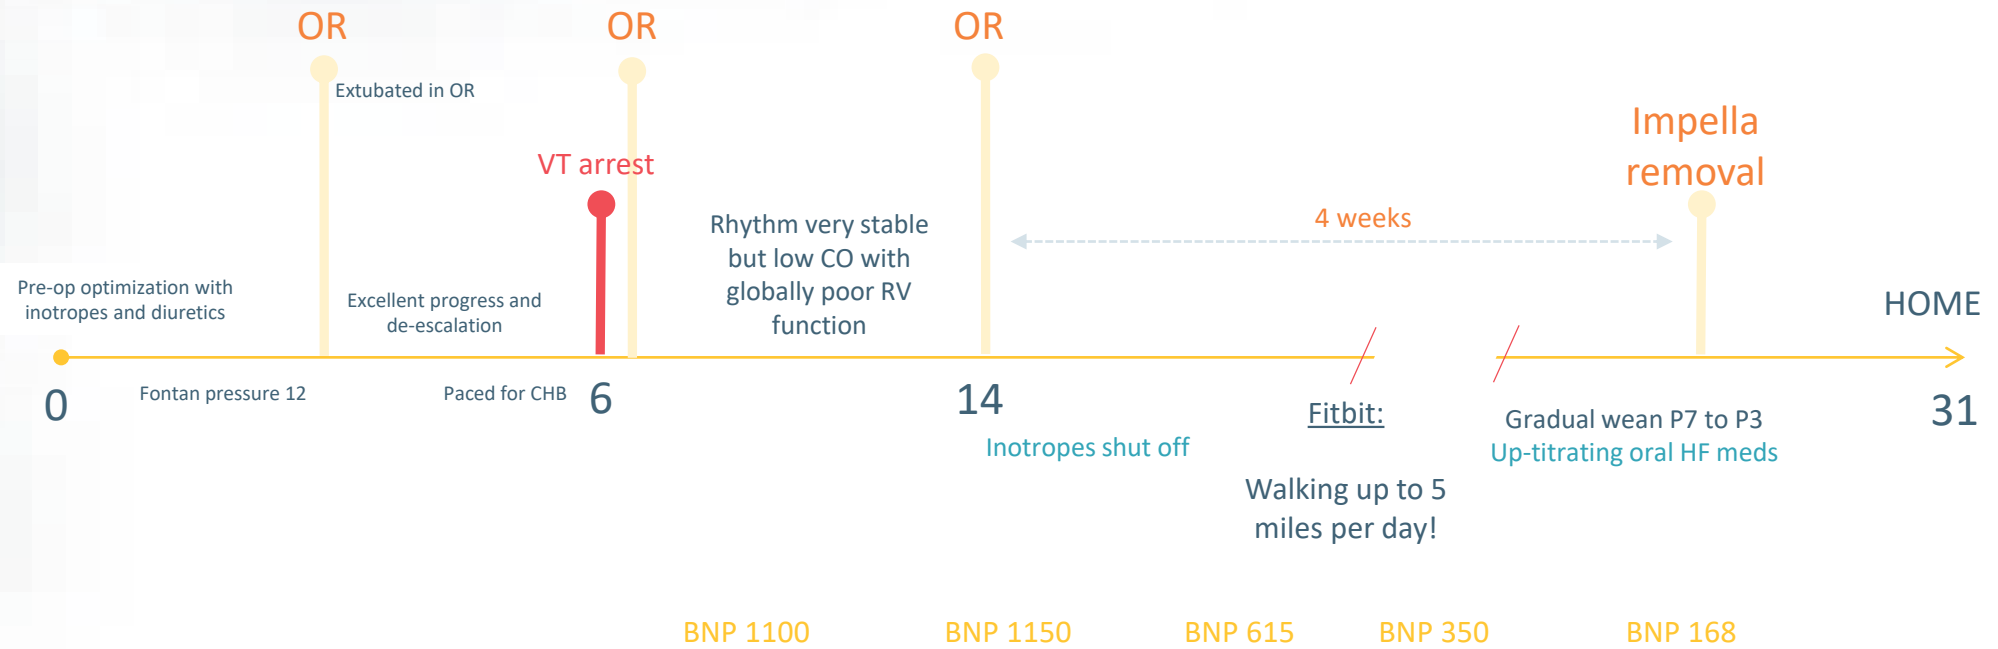 OR
OR
OR
Extubated in OR
Impella
removal
VT arrest
4 weeks
Rhythm very stable
but low CO with
globally poor RV
function
Pre-op optimization with
inotropes and diuretics
Excellent progress and
de-escalation
HOME
0
Fontan pressure 12
Paced for CHB
6
14
31
Inotropes shut off
Fitbit:
Walking up to 5
miles per day!
Gradual wean P7 to P3
Up-titrating oral HF meds
BNP 1100
BNP 1150
BNP 615
BNP 350
BNP 168